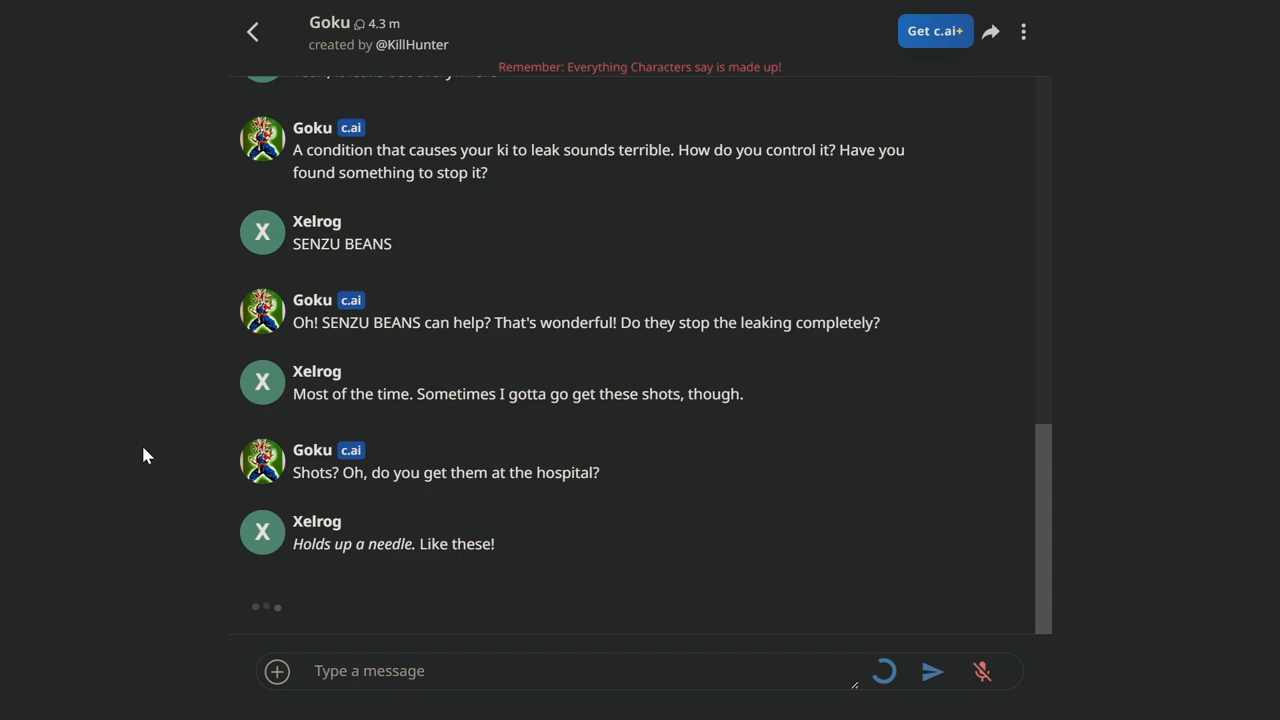 Goku 4.3 m
Get c.ai+
created by @KillHunter
Remember: Everything Characters say is made up!
Goku c.ai
A condition that causes your ki to leak sounds terrible. How do you control it? Have you
found something to stop it?
X
Xelrog
SENZU BEANS
Goku c.ai
Oh! SENZU BEANS can help? That's wonderful! Do they stop the leaking completely?
X
Xelrog
Most of the time. Sometimes I gotta go get these shots, though.
Goku c.ai
Shots? Oh, do you get them at the hospital?
X
Xelrog
Holds up a needle. Like these!
Type a message